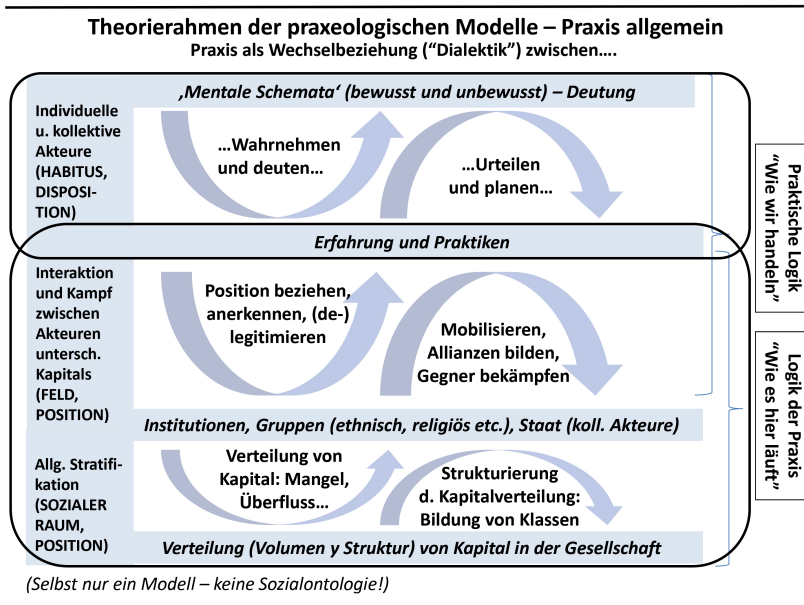 Theorierahmen der praxeologischen Modelle – Praxis allgemein
Praxis als Wechselbeziehung (“Dialektik”) zwischen….
‚Mentale Schemata‘ (bewusst und unbewusst) – Deutung
Individuelle
u. kollektive
Akteure
(HABITUS,
DISPOSI-
TION)
…Wahrnehmen
und deuten…
…Urteilen
und planen…
Erfahrung und Praktiken
Interaktion
und Kampf
zwischen
Akteuren
untersch.
Kapitals
(FELD,
POSITION)
Position beziehen,
anerkennen, (de-)
legitimieren
Mobilisieren,
Allianzen bilden,
Gegner bekämpfen
Institutionen, Gruppen (ethnisch, religiös etc.), Staat (koll. Akteure)
Allg. Stratifi-
kation
(SOZIALER
RAUM,
POSITION)
Verteilung von
Kapital: Mangel,
Überfluss…
Strukturierung
d. Kapitalverteilung:
Bildung von Klassen
Verteilung (Volumen y Struktur) von Kapital in der Gesellschaft
Praktische Logik
“Wie wir handeln”
Logik der Praxis
“Wie es hier läuft”
(Selbst nur ein Modell – keine Sozialontologie!)